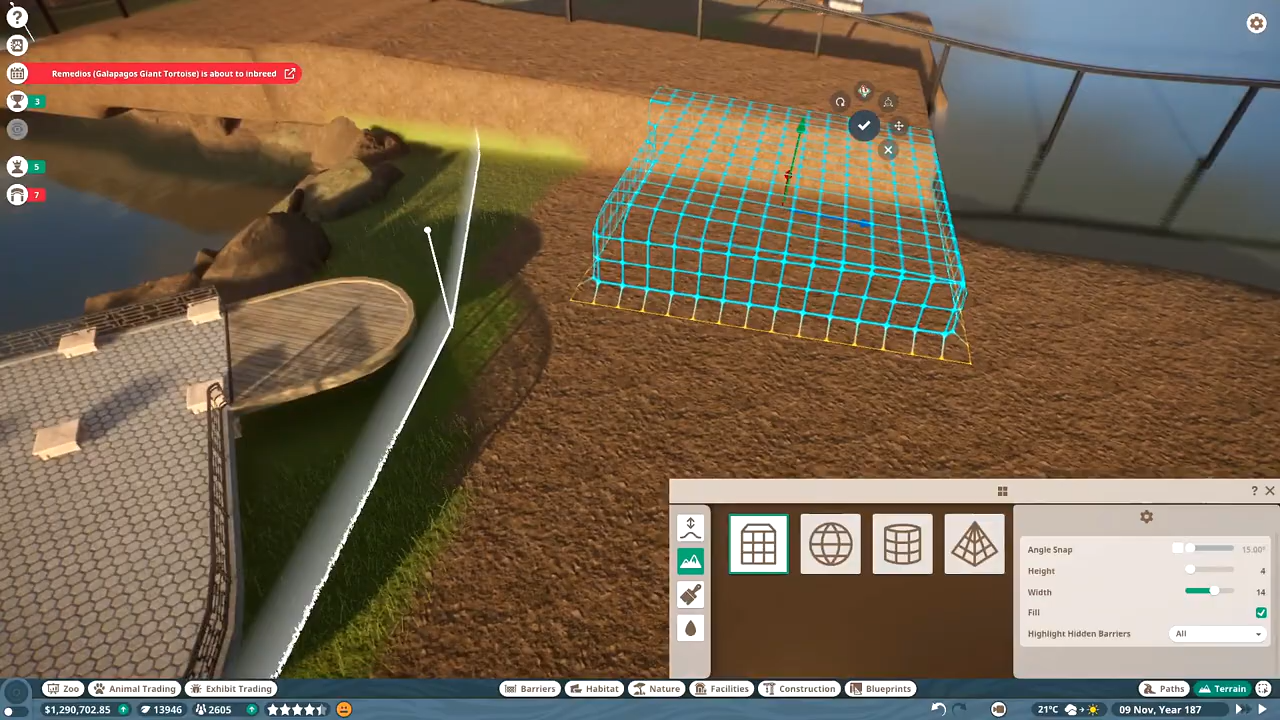 ?
Remedios (Galapagos Giant Tortoise) is about to inbreed
3
5
7
?
Angle Snap 15.00°
Height 4
Width 14
Fill
Highlight Hidden Barriers All
Zoo Animal Trading Exhibit Trading Barriers Habitat Nature Facilities Construction Blueprints Paths Terrain
$1,290,702.85 13946 2605 21°C 09 Nov, Year 187